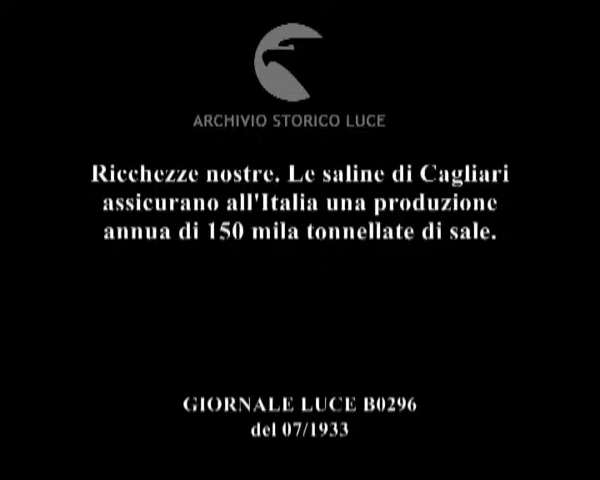 ARCHIVIO STORICO LUCE
Ricchezze nostre. Le saline di Cagliari
assicurano all'Italia una produzione
annua di 150 mila tonnellate di sale.
GIORNALE LUCE B0296
del 07/1933